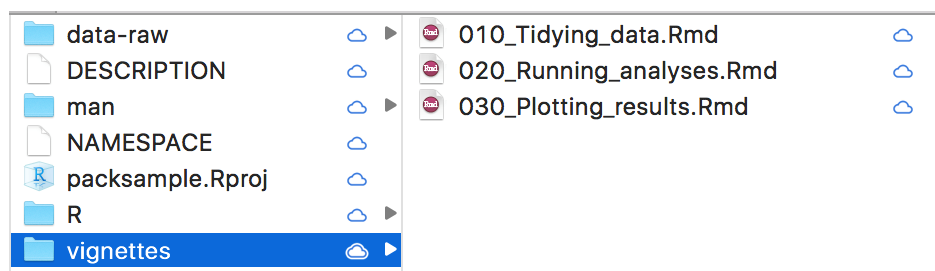 data-raw
DESCRIPTION
man
NAMESPACE
packsample.Rproj
R
vignettes
010_Tidying_data.Rmd
020_Running_analyses.Rmd
030_Plotting_results.Rmd